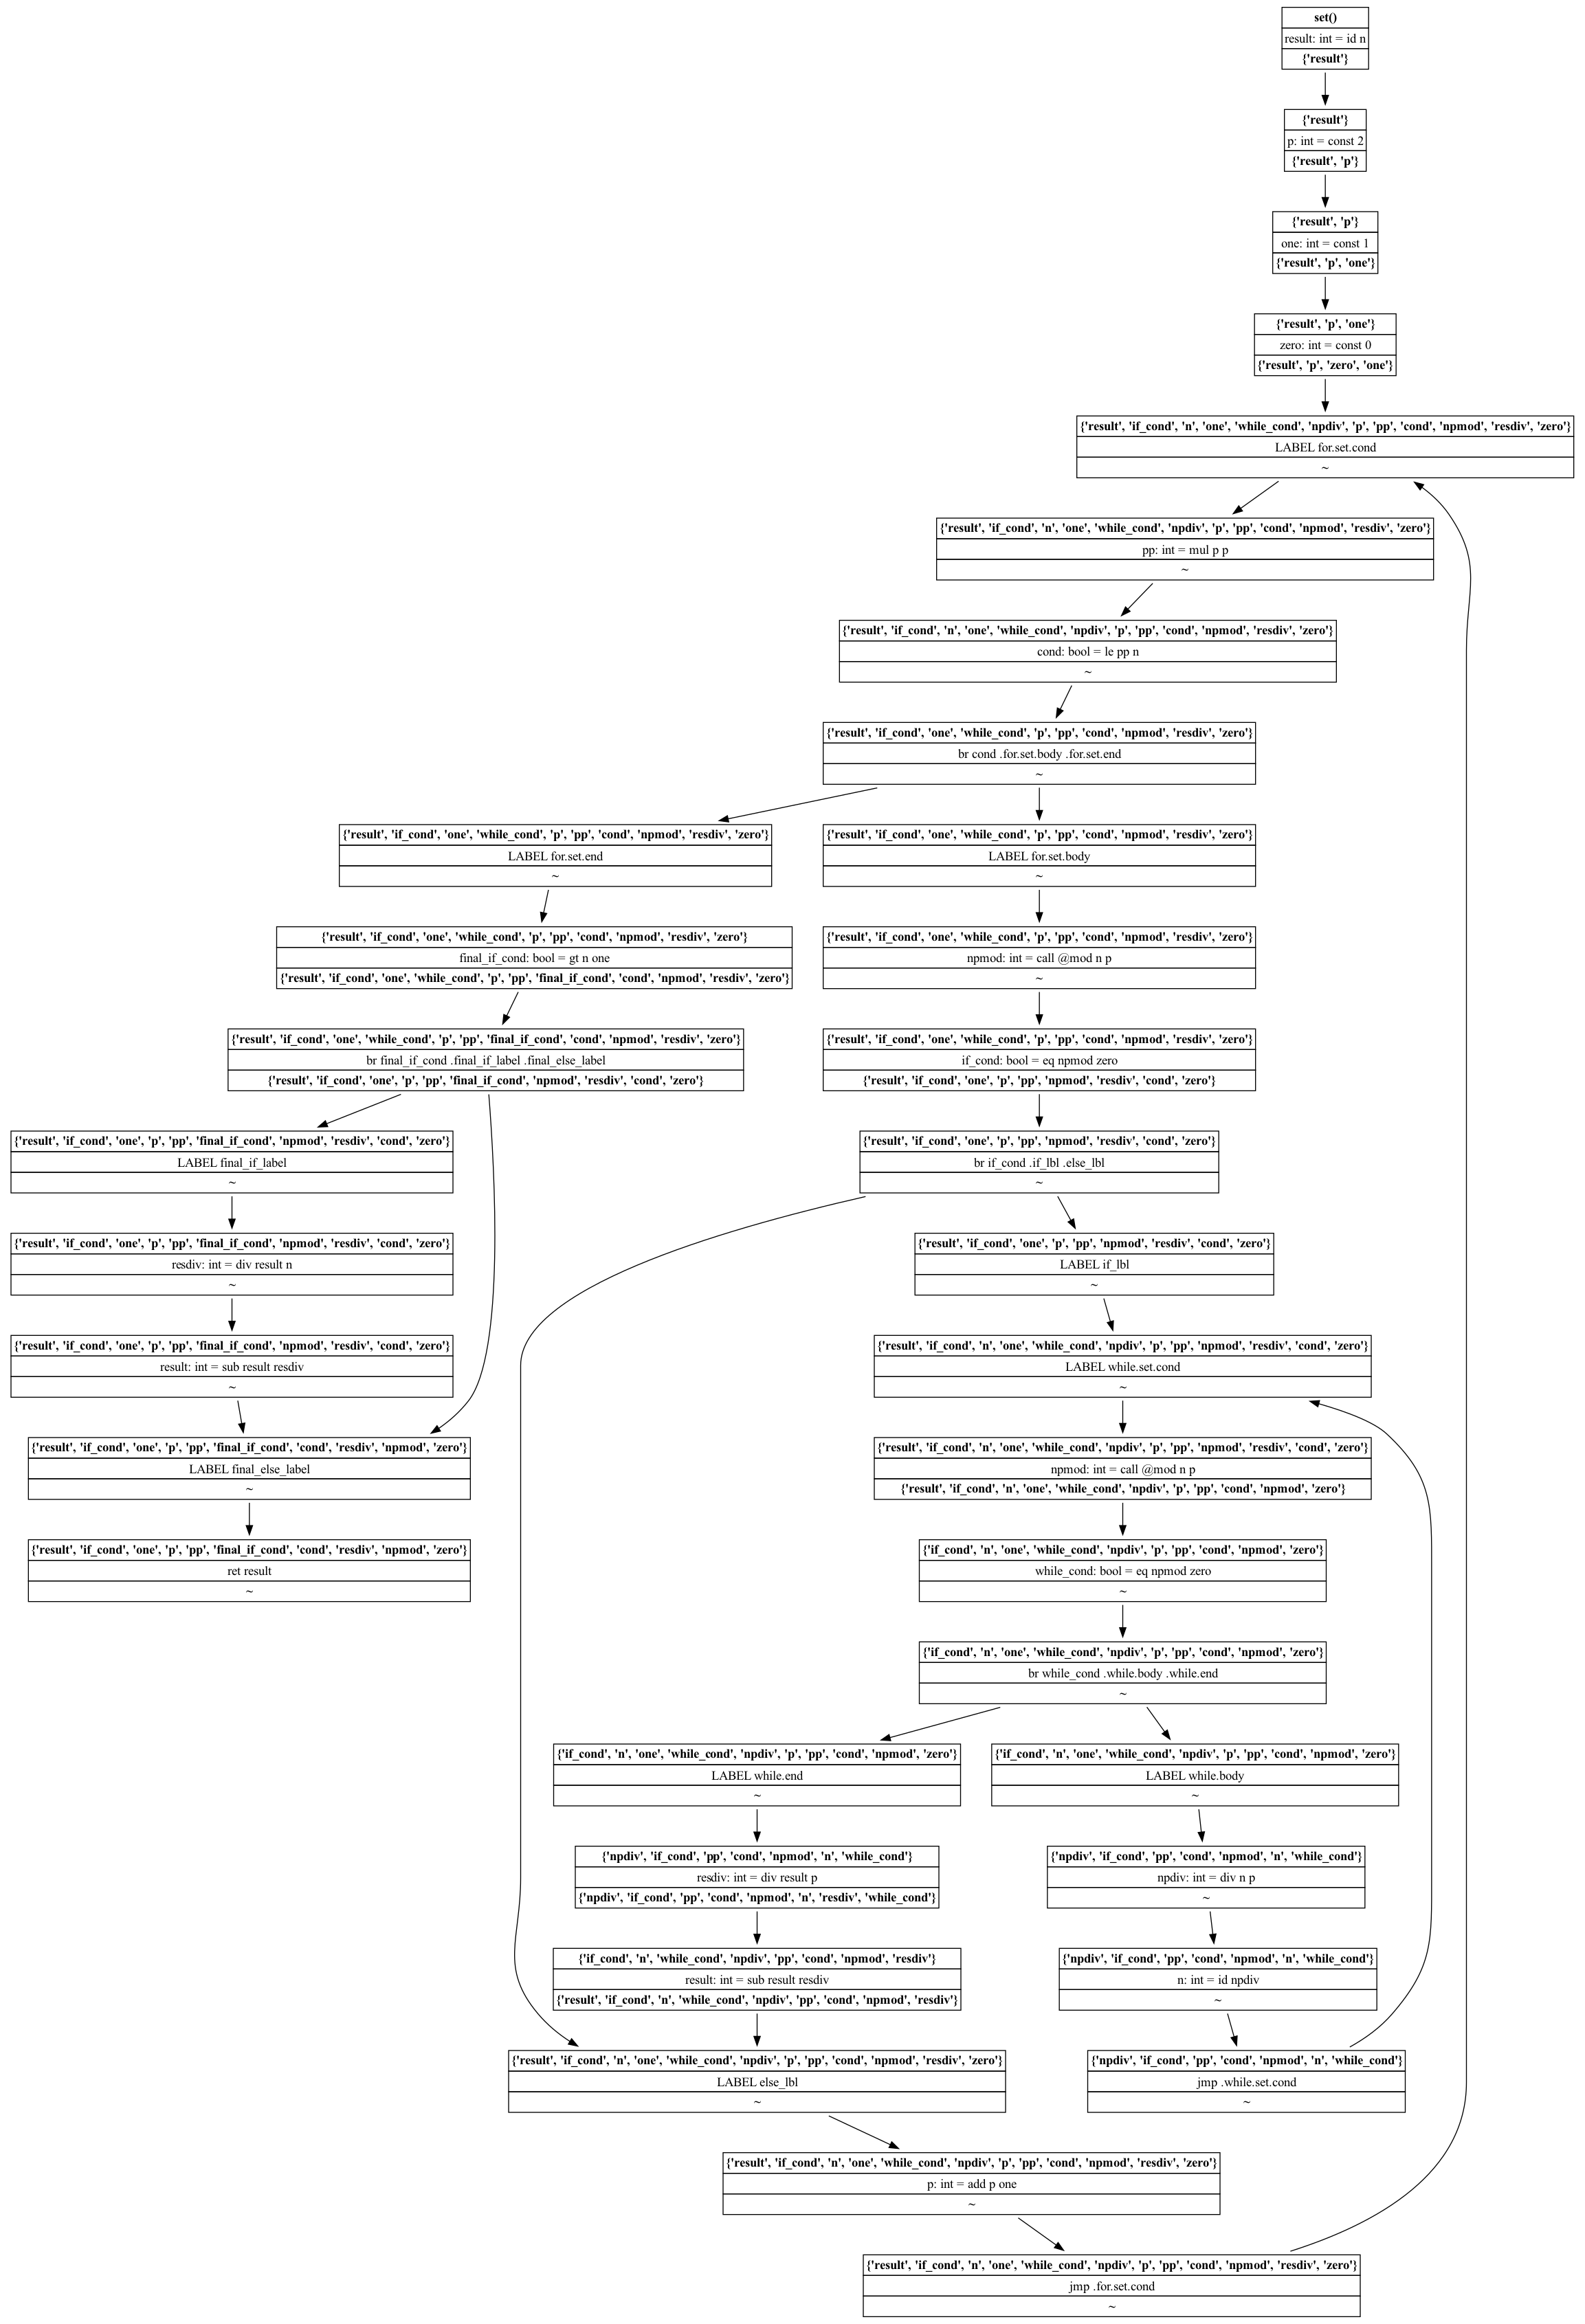 set()
result: int = id n
{'result'}
{'result'}
p: int = const 2
{'result', 'p'}
{'result', 'p'}
one: int = const 1
{'result', 'p', 'one'}
{'result', 'p', 'one'}
zero: int = const 0
{'result', 'p', 'zero', 'one'}
{'result', 'if_cond', 'n', 'one', 'while_cond', 'npdiv', 'p', 'pp', 'cond', 'npmod', 'resdiv', 'zero'}
LABEL for.set.cond
~
{'result', 'if_cond', 'n', 'one', 'while_cond', 'npdiv', 'p', 'pp', 'cond', 'npmod', 'resdiv', 'zero'}
pp: int = mul p p
~
{'result', 'if_cond', 'n', 'one', 'while_cond', 'npdiv', 'p', 'pp', 'cond', 'npmod', 'resdiv', 'zero'}
cond: bool = le pp n
~
{'result', 'if_cond', 'one', 'while_cond', 'p', 'pp', 'cond', 'npmod', 'resdiv', 'zero'}
br cond .for.set.body .for.set.end
~
{'result', 'if_cond', 'one', 'while_cond', 'p', 'pp', 'cond', 'npmod', 'resdiv', 'zero'}
LABEL for.set.end
~
{'result', 'if_cond', 'one', 'while_cond', 'p', 'pp', 'cond', 'npmod', 'resdiv', 'zero'}
LABEL for.set.body
~
{'result', 'if_cond', 'one', 'while_cond', 'p', 'pp', 'cond', 'npmod', 'resdiv', 'zero'}
final_if_cond: bool = gt n one
{'result', 'if_cond', 'one', 'while_cond', 'p', 'pp', 'final_if_cond', 'cond', 'npmod', 'resdiv', 'zero'}
{'result', 'if_cond', 'one', 'while_cond', 'p', 'pp', 'cond', 'npmod', 'resdiv', 'zero'}
npmod: int = call @mod n p
~
{'result', 'if_cond', 'one', 'while_cond', 'p', 'pp', 'final_if_cond', 'cond', 'npmod', 'resdiv', 'zero'}
br final_if_cond .final_if_label .final_else_label
{'result', 'if_cond', 'one', 'p', 'pp', 'final_if_cond', 'npmod', 'resdiv', 'cond', 'zero'}
{'result', 'if_cond', 'one', 'while_cond', 'p', 'pp', 'cond', 'npmod', 'resdiv', 'zero'}
if_cond: bool = eq npmod zero
{'result', 'if_cond', 'one', 'p', 'pp', 'npmod', 'resdiv', 'cond', 'zero'}
{'result', 'if_cond', 'one', 'p', 'pp', 'final_if_cond', 'npmod', 'resdiv', 'cond', 'zero'}
LABEL final_if_label
~
{'result', 'if_cond', 'one', 'p', 'pp', 'npmod', 'resdiv', 'cond', 'zero'}
br if_cond .if_lbl .else_lbl
~
{'result', 'if_cond', 'one', 'p', 'pp', 'final_if_cond', 'npmod', 'resdiv', 'cond', 'zero'}
resdiv: int = div result n
~
{'result', 'if_cond', 'one', 'p', 'pp', 'npmod', 'resdiv', 'cond', 'zero'}
LABEL if_lbl
~
{'result', 'if_cond', 'one', 'p', 'pp', 'final_if_cond', 'npmod', 'resdiv', 'cond', 'zero'}
result: int = sub result resdiv
~
{'result', 'if_cond', 'n', 'one', 'while_cond', 'npdiv', 'p', 'pp', 'npmod', 'resdiv', 'cond', 'zero'}
LABEL while.set.cond
~
{'result', 'if_cond', 'one', 'p', 'pp', 'final_if_cond', 'cond', 'resdiv', 'npmod', 'zero'}
LABEL final_else_label
~
{'result', 'if_cond', 'n', 'one', 'while_cond', 'npdiv', 'p', 'pp', 'npmod', 'resdiv', 'cond', 'zero'}
npmod: int = call @mod n p
{'result', 'if_cond', 'n', 'one', 'while_cond', 'npdiv', 'p', 'pp', 'cond', 'npmod', 'zero'}
{'result', 'if_cond', 'one', 'p', 'pp', 'final_if_cond', 'cond', 'resdiv', 'npmod', 'zero'}
ret result
~
{'if_cond', 'n', 'one', 'while_cond', 'npdiv', 'p', 'pp', 'cond', 'npmod', 'zero'}
while_cond: bool = eq npmod zero
~
{'if_cond', 'n', 'one', 'while_cond', 'npdiv', 'p', 'pp', 'cond', 'npmod', 'zero'}
br while_cond .while.body .while.end
~
{'if_cond', 'n', 'one', 'while_cond', 'npdiv', 'p', 'pp', 'cond', 'npmod', 'zero'}
LABEL while.end
~
{'if_cond', 'n', 'one', 'while_cond', 'npdiv', 'p', 'pp', 'cond', 'npmod', 'zero'}
LABEL while.body
~
{'npdiv', 'if_cond', 'pp', 'cond', 'npmod', 'n', 'while_cond'}
resdiv: int = div result p
{'npdiv', 'if_cond', 'pp', 'cond', 'npmod', 'n', 'resdiv', 'while_cond'}
{'npdiv', 'if_cond', 'pp', 'cond', 'npmod', 'n', 'while_cond'}
npdiv: int = div n p
~
{'if_cond', 'n', 'while_cond', 'npdiv', 'pp', 'cond', 'npmod', 'resdiv'}
result: int = sub result resdiv
{'result', 'if_cond', 'n', 'while_cond', 'npdiv', 'pp', 'cond', 'npmod', 'resdiv'}
{'npdiv', 'if_cond', 'pp', 'cond', 'npmod', 'n', 'while_cond'}
n: int = id npdiv
~
{'result', 'if_cond', 'n', 'one', 'while_cond', 'npdiv', 'p', 'pp', 'cond', 'npmod', 'resdiv', 'zero'}
LABEL else_lbl
~
{'npdiv', 'if_cond', 'pp', 'cond', 'npmod', 'n', 'while_cond'}
jmp .while.set.cond
~
{'result', 'if_cond', 'n', 'one', 'while_cond', 'npdiv', 'p', 'pp', 'cond', 'npmod', 'resdiv', 'zero'}
p: int = add p one
~
{'result', 'if_cond', 'n', 'one', 'while_cond', 'npdiv', 'p', 'pp', 'cond', 'npmod', 'resdiv', 'zero'}
jmp .for.set.cond
~